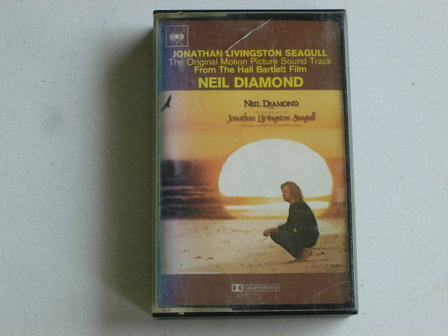 CBS
JONATHAN LIVINGSTON SEAGULL
The Original Motion Picture Sound Track
From The Hall Bartlett Film
NEIL DIAMOND
NEIL DIAMOND
Jonathan Livingston Seagull
DOLBY SYSTEM